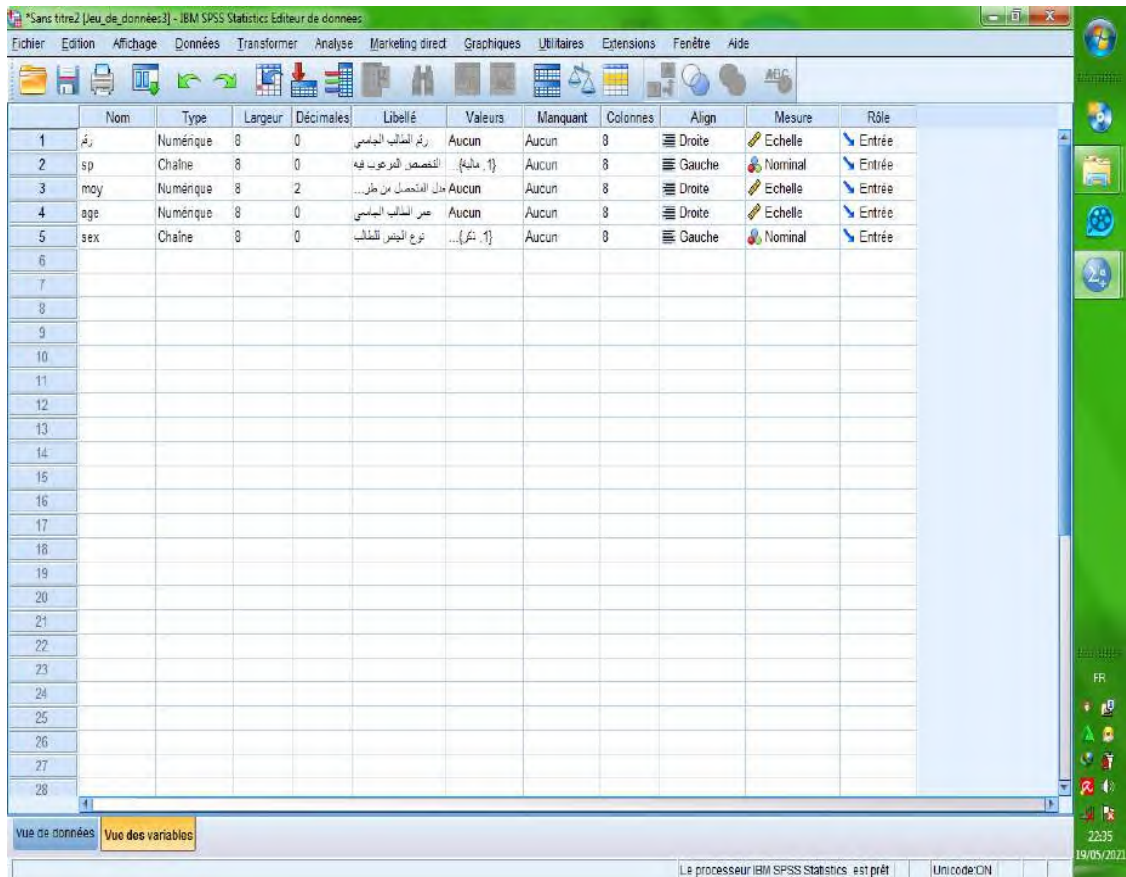 *Sans titre2 [Jeu_de_données3] - IBM SPSS Statistics Editeur de données
Fichier Edition Affichage Données Transformer Analyse Marketing direct Graphiques Utilitaires Extensions Fenêtre Aide
Nom Type Largeur Décimales Libellé Valeurs Manquant Colonnes Align Mesure Rôle
1 رقم Numérique 8 0 رقم الطالب الجامعي Aucun Aucun 8 Droite Echelle Entrée
2 sp Chaîne 8 0 التخصص المرغوب فيه {1, مالية}... Aucun 8 Gauche Nominal Entrée
3 moy Numérique 8 2 المتحصل من طر... Aucun Aucun 8 Droite Echelle Entrée
4 age Numérique 8 0 عمر الطالب الجامعي Aucun Aucun 8 Droite Echelle Entrée
5 sex Chaîne 8 0 نوع الجنس للطالب {1, ذكر}... Aucun 8 Gauche Nominal Entrée
6
7
8
9
10
11
12
13
14
15
16
17
18
19
20
21
22
23
24
25
26
27
28
Vue de données Vue des variables
Le processeur IBM SPSS Statistics est prêt Unicode:ON
FR
22:35
19/05/2021